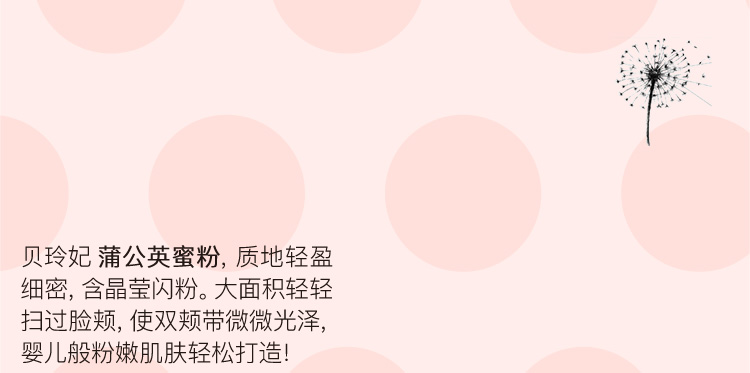 贝玲妃 蒲公英蜜粉, 质地轻盈
细密, 含晶莹闪粉。大面积轻轻
扫过脸颊, 使双颊带微微光泽,
婴儿般粉嫩肌肤轻松打造!